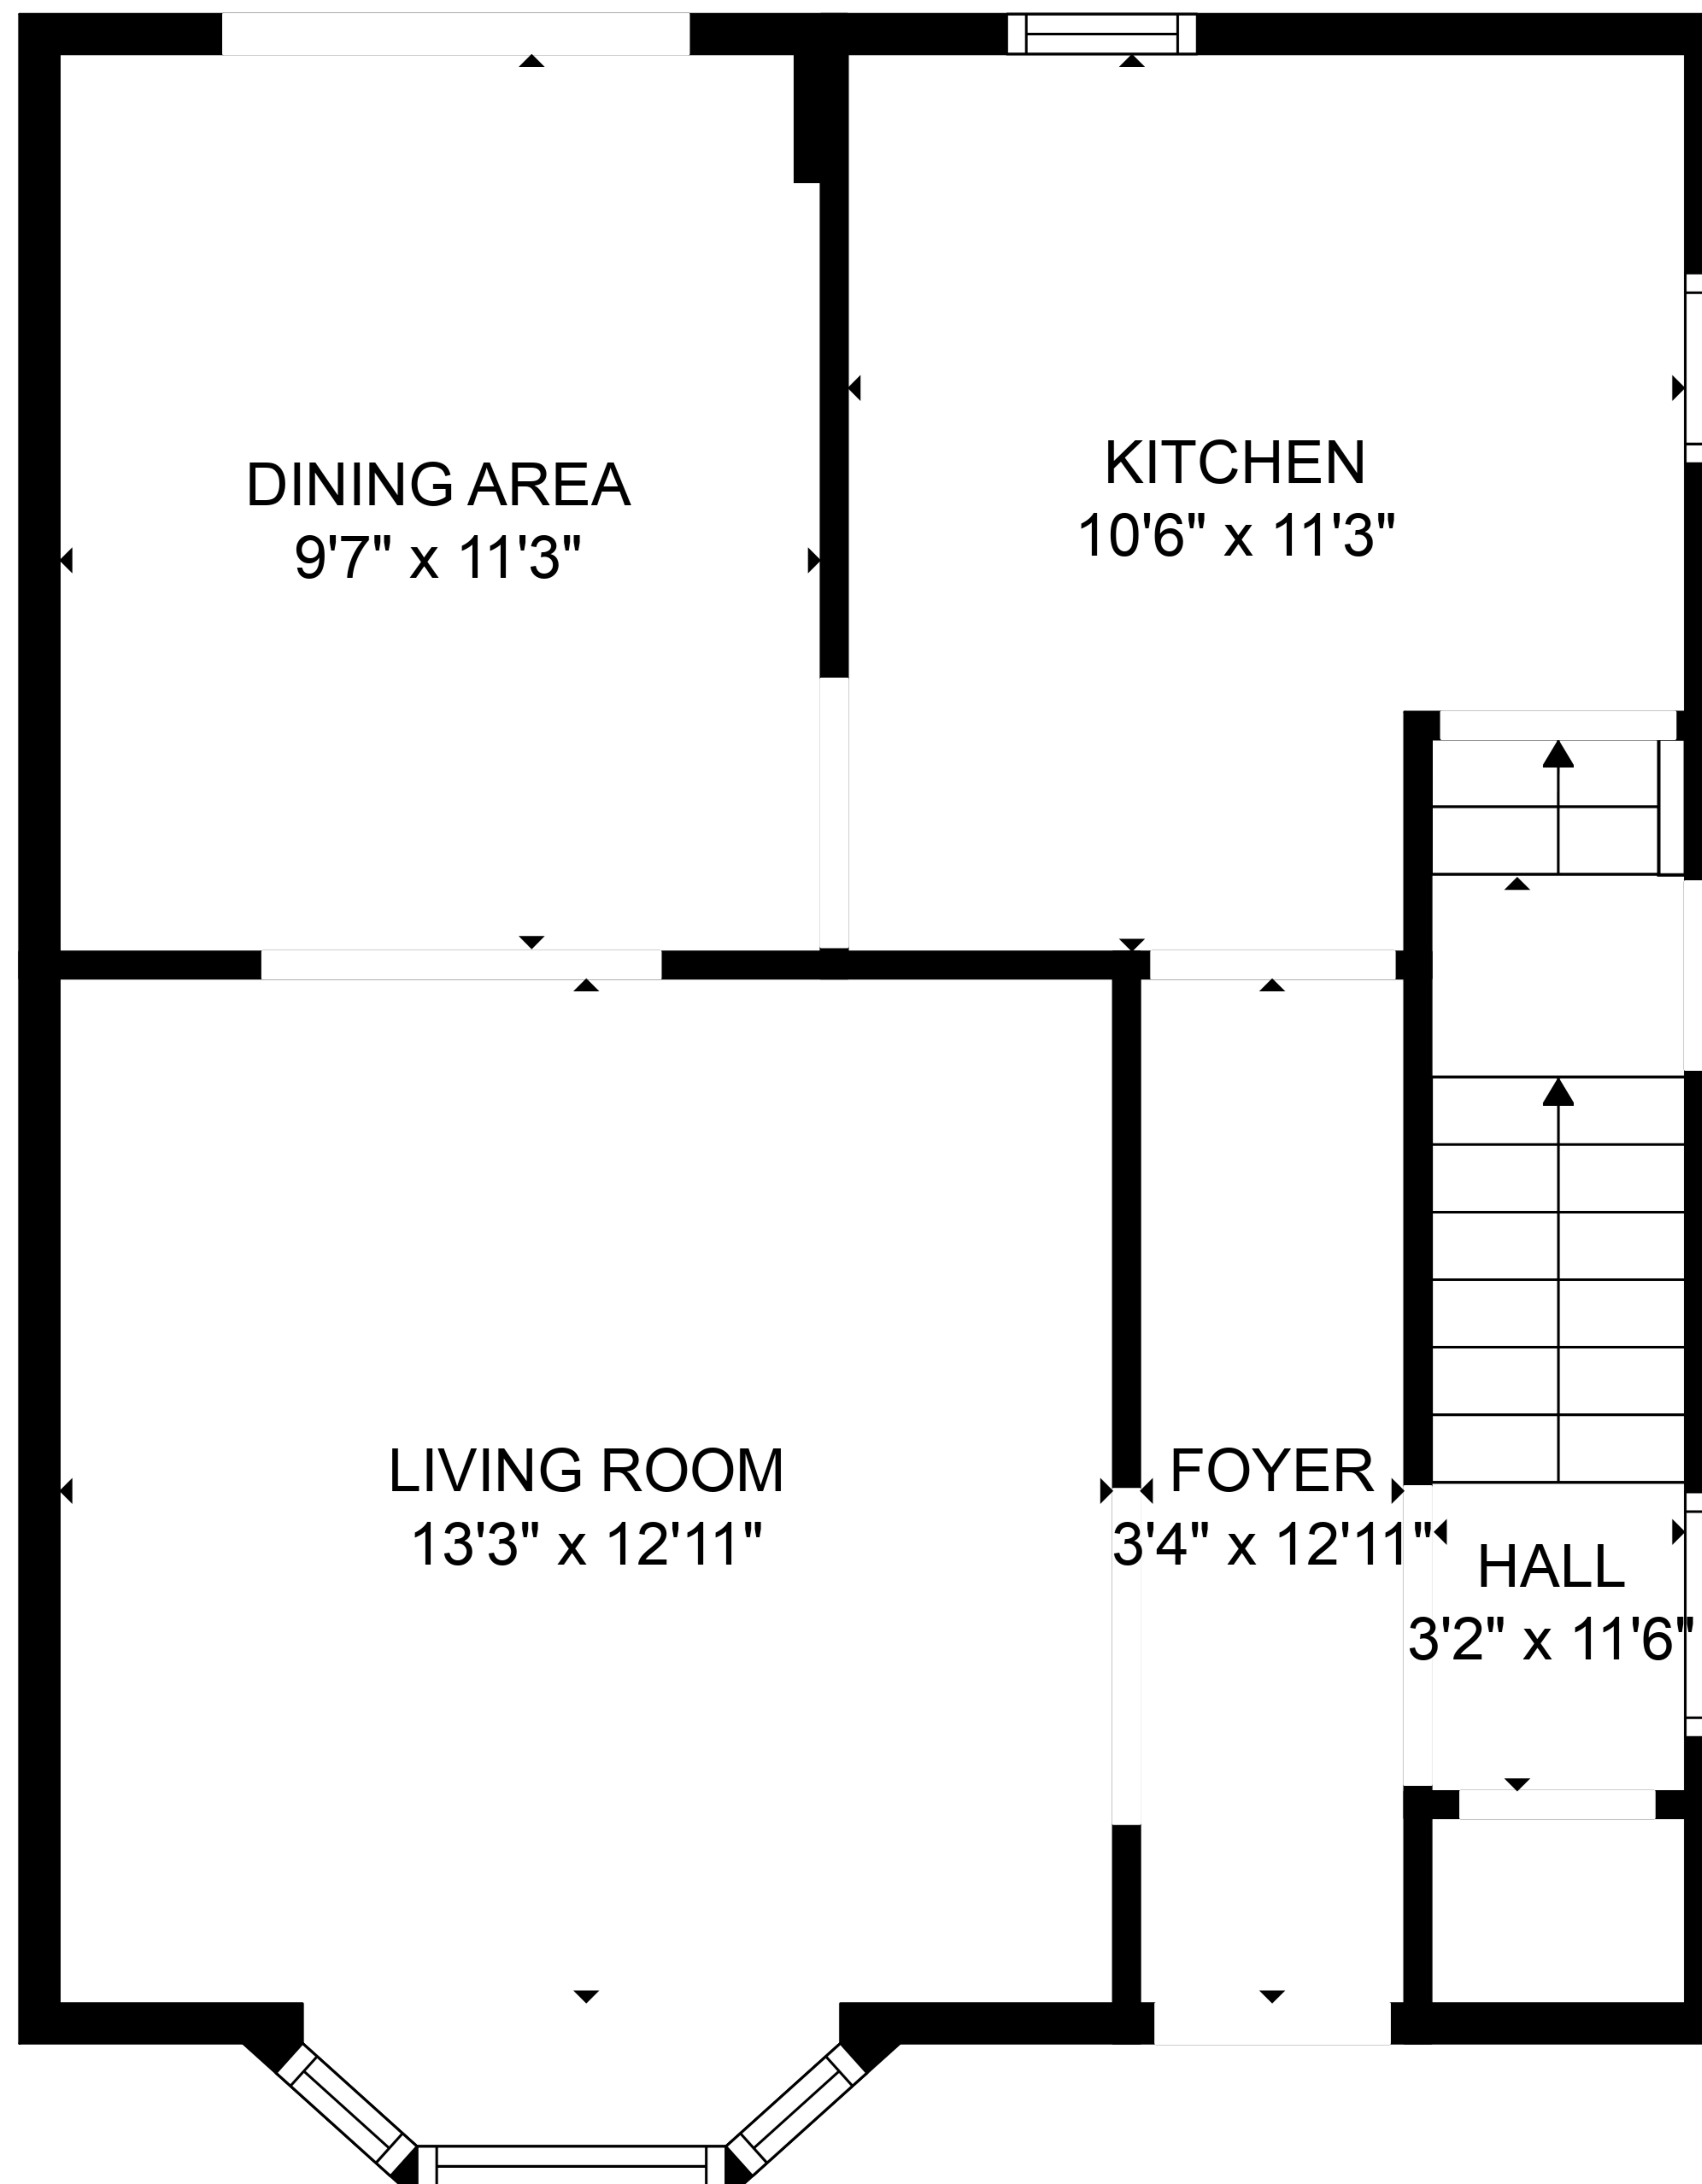 DINING AREA
9'7" x 11'3"
KITCHEN
10'6" x 11'3"
LIVING ROOM
13'3" x 12'11"
FOYER
3'4" x 12'11"
HALL
3'2" x 11'6"